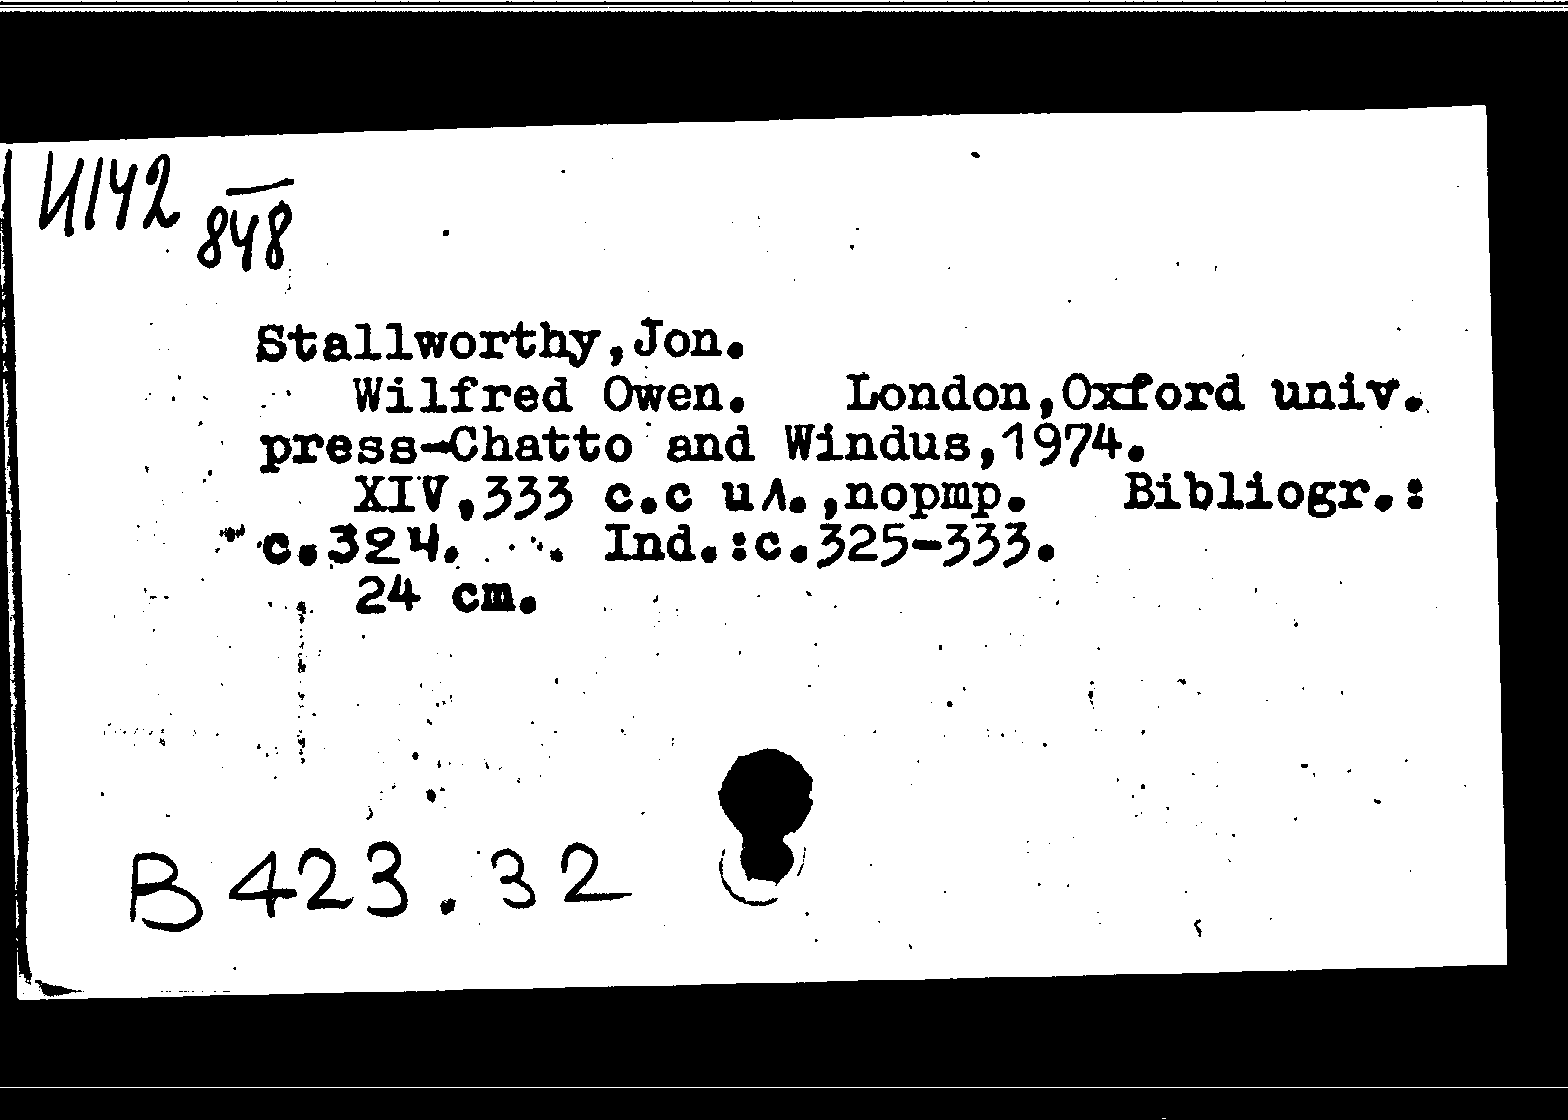 И142
848
Stallworthy,Jon.
Wilfred Owen. London,Oxford univ.
press-Chatto and Windus,1974.
XIV,333 c.c ил.,портр. Bibliogr.:
c.324. Ind.:c.325-333.
24 cm.
B 423.32